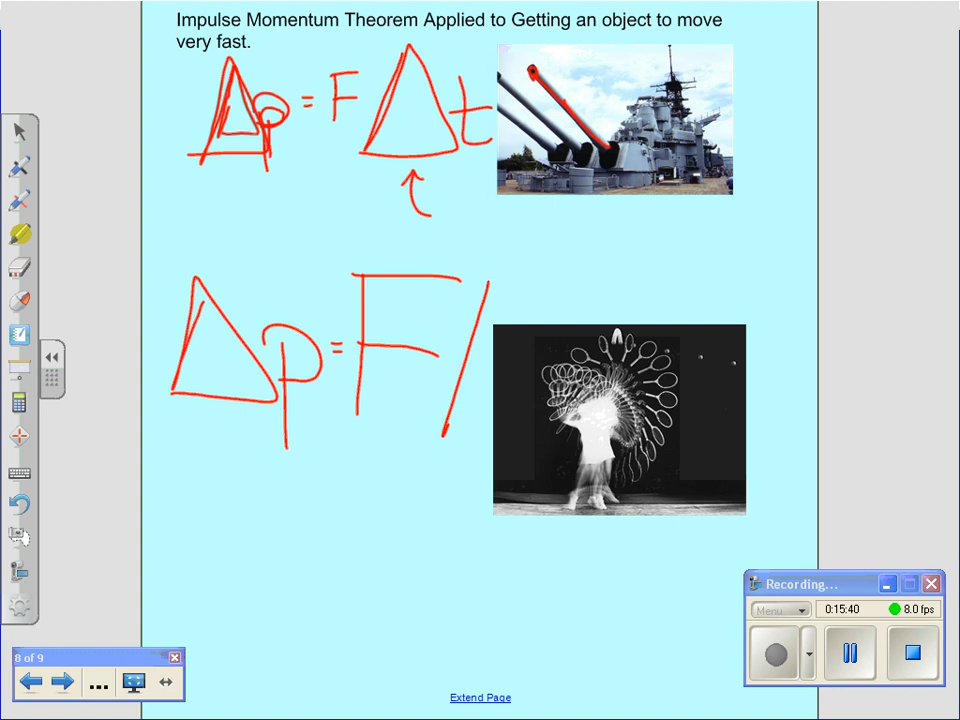 Impulse Momentum Theorem Applied to Getting an object to move
very fast.
Δp = F Δt
Δp = F/
Recording...
Menu
0:15:40
8.0 fps
8 of 9
...
Extend Page